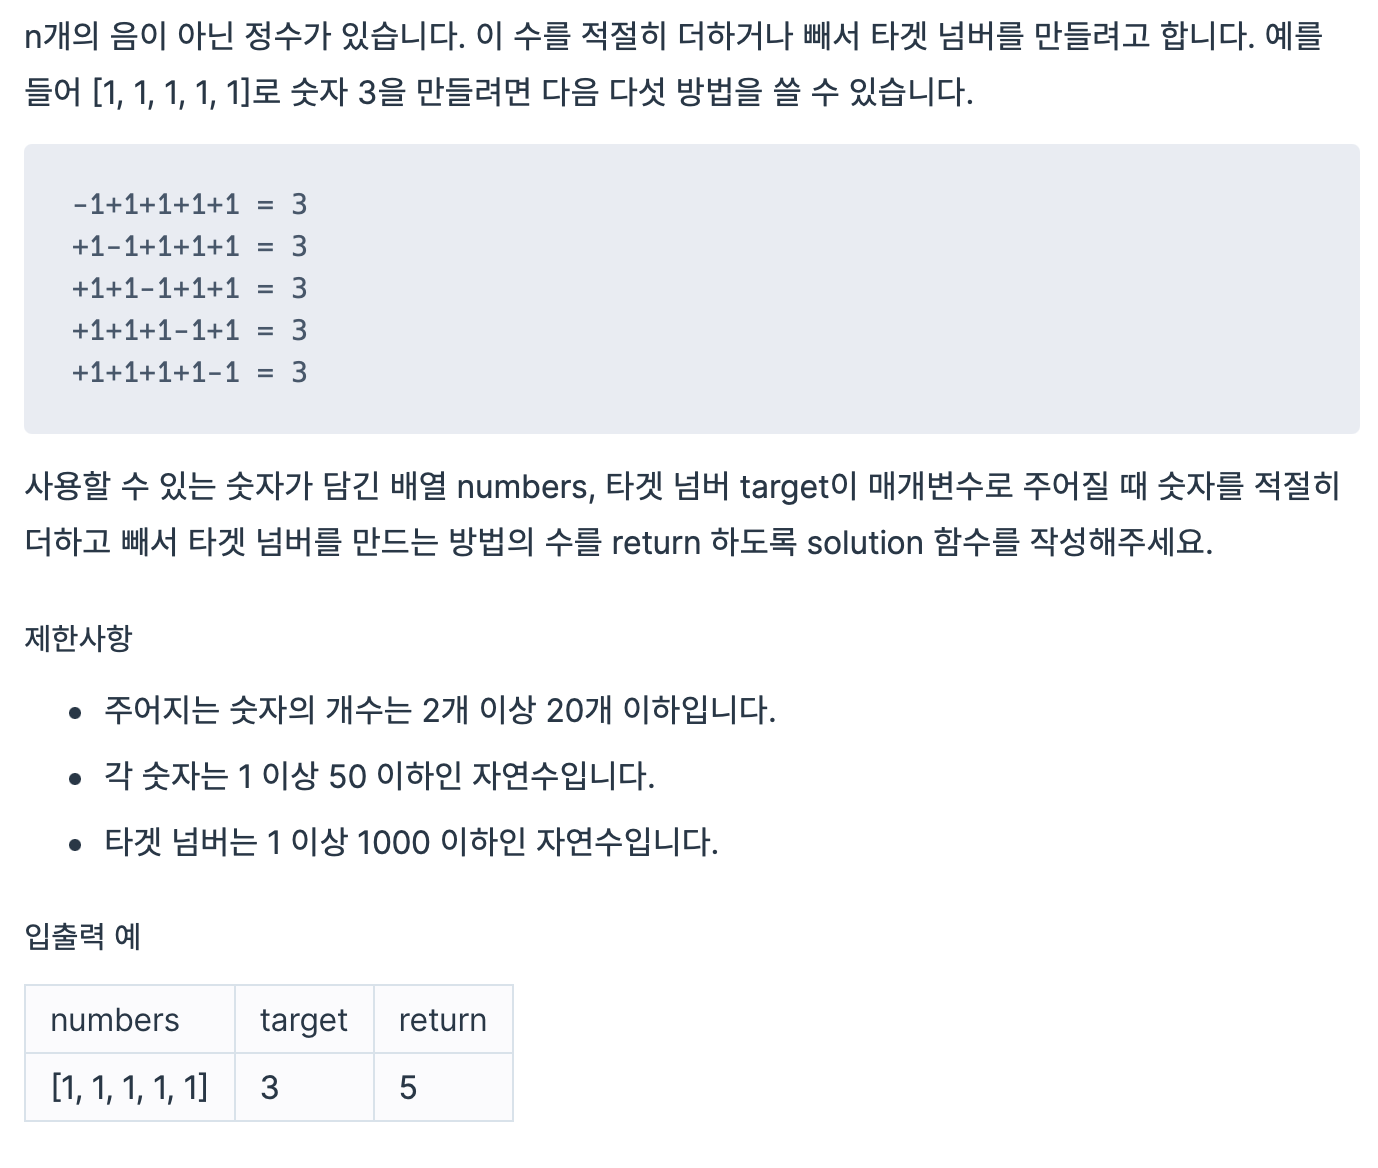 n개의 음이 아닌 정수가 있습니다. 이 수를 적절히 더하거나 빼서 타겟 넘버를 만들려고 합니다. 예를
들어 [1, 1, 1, 1, 1]로 숫자 3을 만들려면 다음 다섯 방법을 쓸 수 있습니다.
-1+1+1+1+1 = 3
+1-1+1+1+1 = 3
+1+1-1+1+1 = 3
+1+1+1-1+1 = 3
+1+1+1+1-1 = 3
사용할 수 있는 숫자가 담긴 배열 numbers, 타겟 넘버 target이 매개변수로 주어질 때 숫자를 적절히
더하고 빼서 타겟 넘버를 만드는 방법의 수를 return 하도록 solution 함수를 작성해주세요.
제한사항
● 주어지는 숫자의 개수는 2개 이상 20개 이하입니다.
● 각 숫자는 1 이상 50 이하인 자연수입니다.
● 타겟 넘버는 1 이상 1000 이하인 자연수입니다.
입출력 예
numbers target return
[1, 1, 1, 1, 1] 3 5